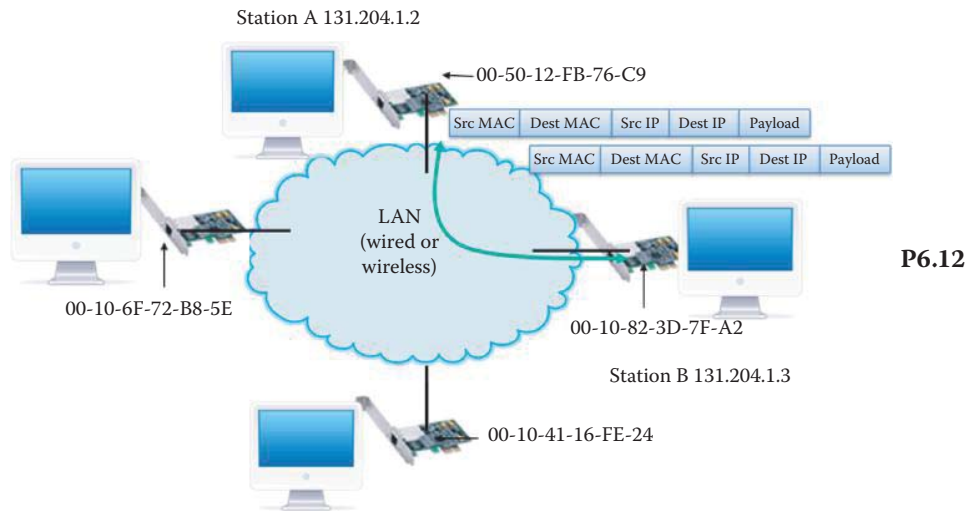 Station A 131.204.1.2
00-50-12-FB-76-C9
Src MAC Dest MAC Src IP Dest IP Payload
Src MAC Dest MAC Src IP Dest IP Payload
LAN
(wired or
wireless)
P6.12
00-10-6F-72-B8-5E
00-10-82-3D-7F-A2
Station B 131.204.1.3
00-10-41-16-FE-24